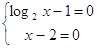 log₂ x − 1 = 0
x − 2 = 0